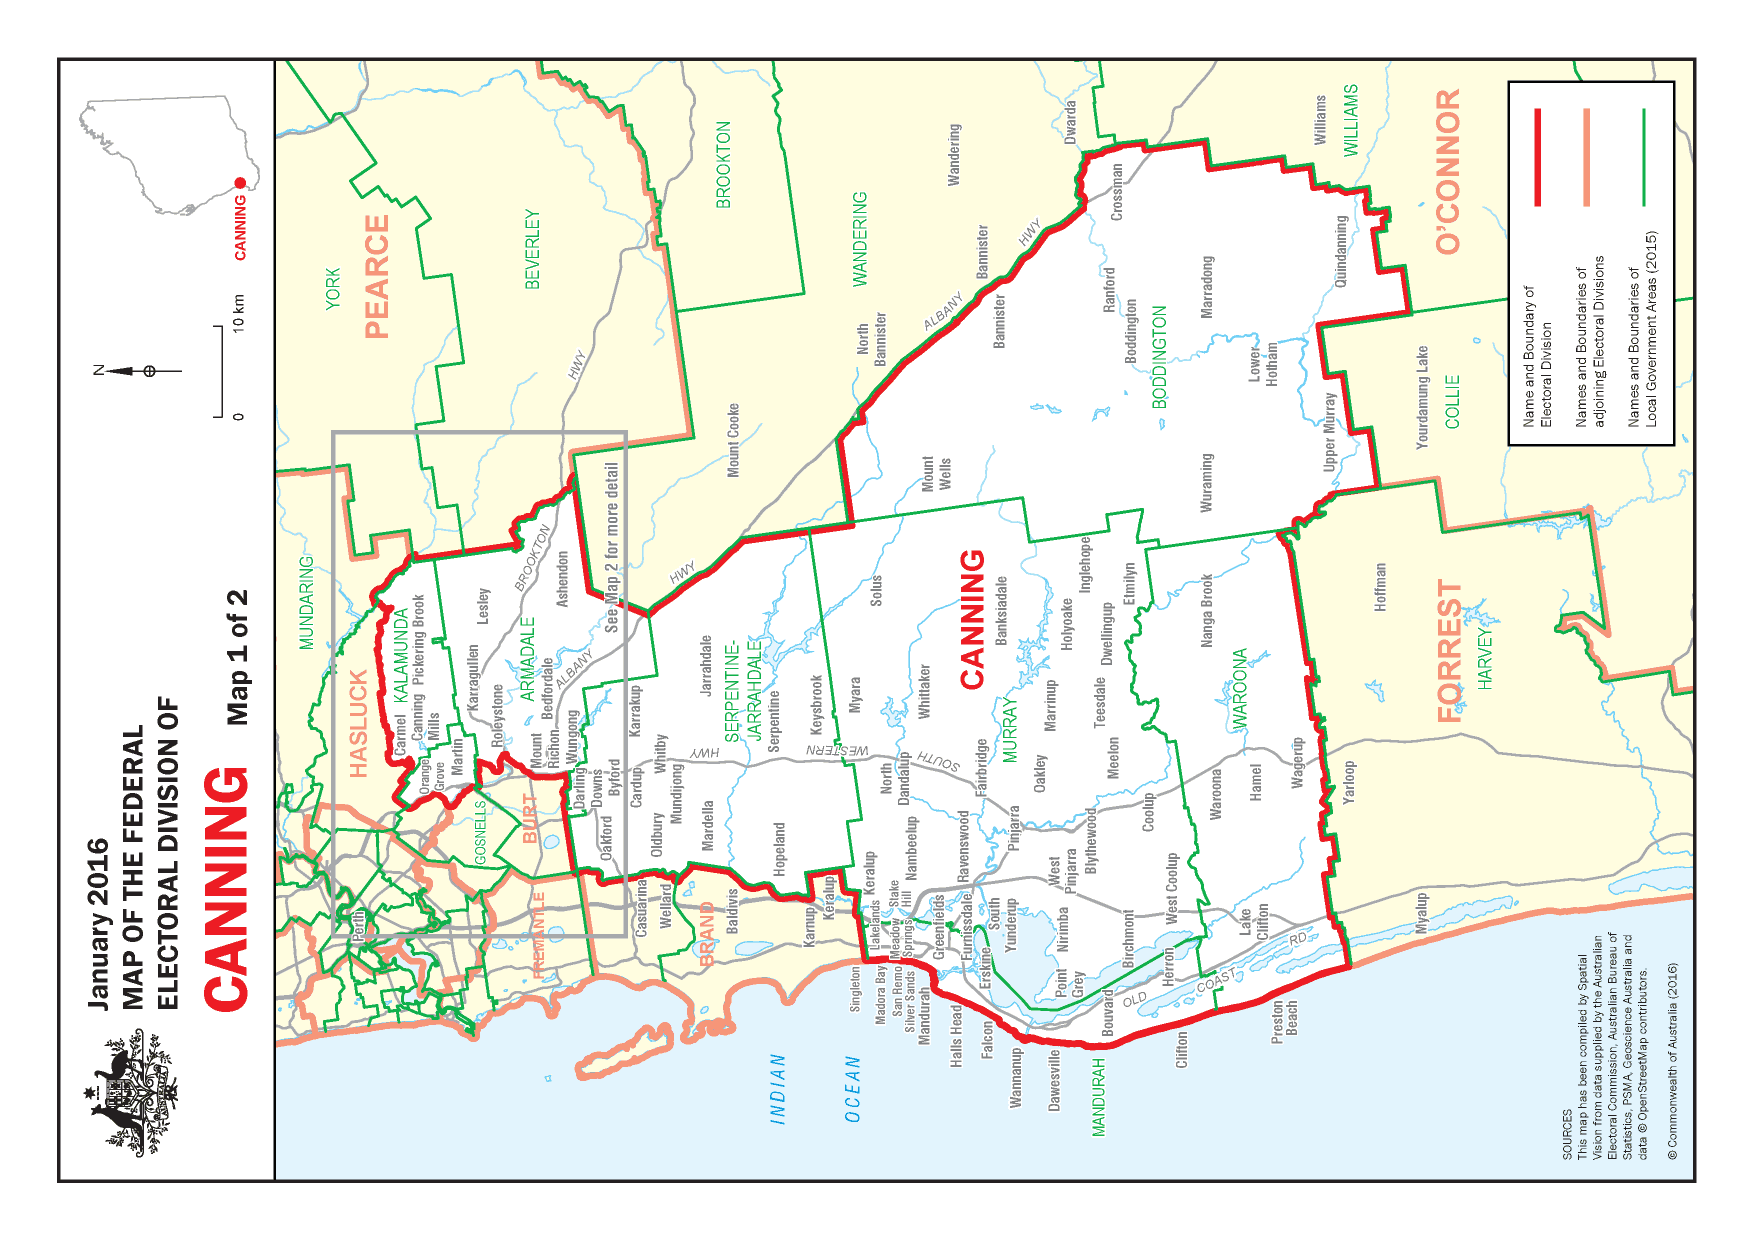 January 2016
MAP OF THE FEDERAL
ELECTORAL DIVISION OF
CANNING
Map 1 of 2
N
0
10 km
CANNING
MUNDARING
YORK
PEARCE
BEVERLEY
BROOKTON
WANDERING
HASLUCK
KALAMUNDA
Carmel
Canning
Mills
Pickering Brook
Orange
Grove
Martin
Karragullen
Lesley
Roleystone
ARMADALE
BROOKTON
HWY
Ashendon
Bedfordale
ALBANY
Mount
Richon
Wungong
GOSNELLS
BURT
Perth
FREMANTLE
Darling
Downs
Byford
Oakford
See Map 2 for more detail
Karrakup
Cardup
Whitby
Mundijong
Oldbury
Casuarina
Wellard
BRAND
Baldivis
Mardella
Jarrahdale
HWY
HWY
SERPENTINE-
JARRAHDALE
Serpentine
Hopeland
Keysbrook
Karnup
Keralup
Keralup
Mount Cooke
WESTERN
SOUTH
Myara
Solus
Whittaker
North
Dandalup
Nambeelup
Mount
Wells
North
Bannister
ALBANY
HWY
Bannister
Bannister
Wandering
Dwarda
Crossman
Ranford
Boddington
BODDINGTON
Marradong
Lower
Hotham
Quindanning
Williams
WILLIAMS
Upper Murray
Wuraming
Yourdamung Lake
COLLIE
O'CONNOR
CANNING
Banksiadale
Inglehope
Holyoake
Dwellingup
Etmilyn
Marrinup
Teesdale
MURRAY
Fairbridge
Oakley
Meelon
Pinjarra
Ravenswood
West
Pinjarra
Blythewood
Coolup
West Coolup
Nanga Brook
WAROONA
Waroona
Hamel
Wagerup
Yarloop
Hoffman
FORREST
HARVEY
Singleton
Lakelands
Madora Bay
Meadow
Springs
Stake
Hill
San Remo
Silver Sands
Mandurah
Greenfields
Furnissdale
Erskine
South
Yunderup
Halls Head
Falcon
Wannanup
Dawesville
Point
Grey
Nirimba
Birchmont
Bouvard
Herron
OLD
COAST
RD
Lake
Clifton
Clifton
Preston
Beach
Myalup
MANDURAH
INDIAN
OCEAN
Name and Boundary of
Electoral Division
Names and Boundaries of
adjoining Electoral Divisions
Names and Boundaries of
Local Government Areas (2015)
SOURCES
This map has been compiled by Spatial
Vision from data supplied by the Australian
Electoral Commission, Australian Bureau of
Statistics, PSMA, Geoscience Australia and
data © OpenStreetMap contributors.
© Commonwealth of Australia (2016)